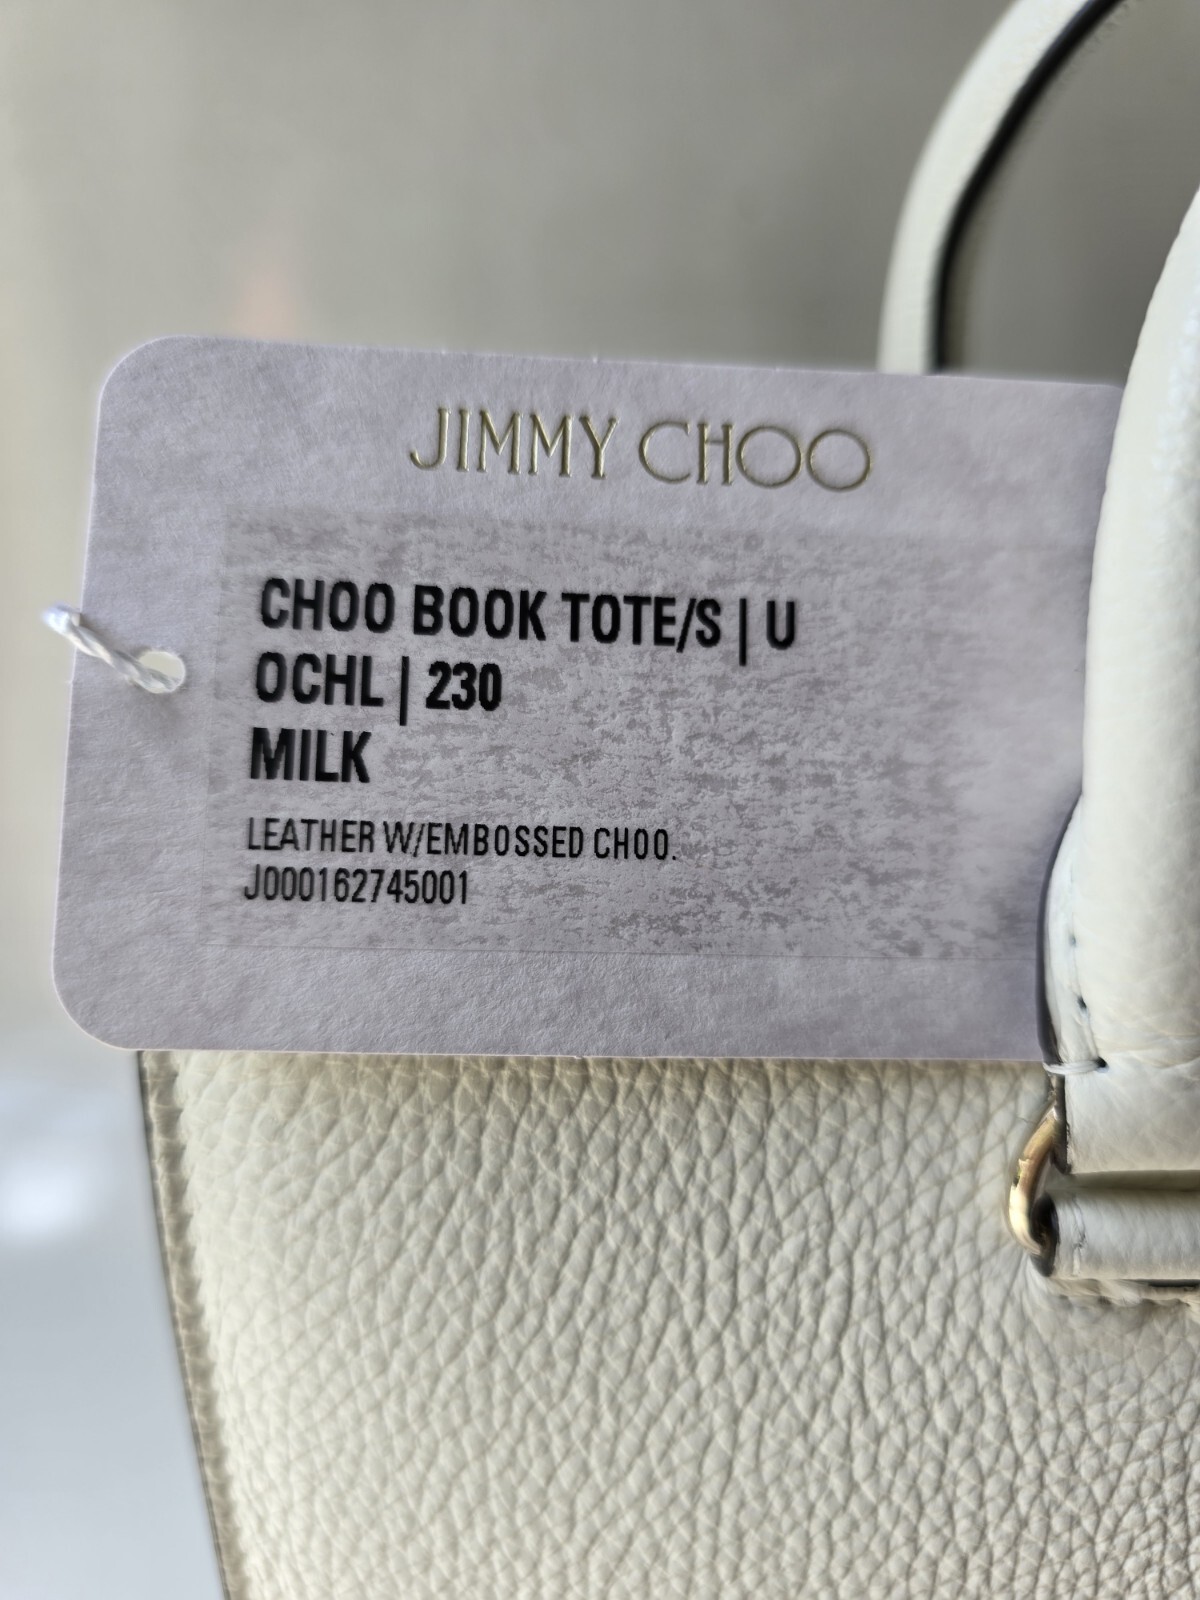 JIMMY CHOO
CHOO BOOK TOTE/S | U
OCHL | 230
MILK
LEATHER W/EMBOSSED CHOO.
J000162745001